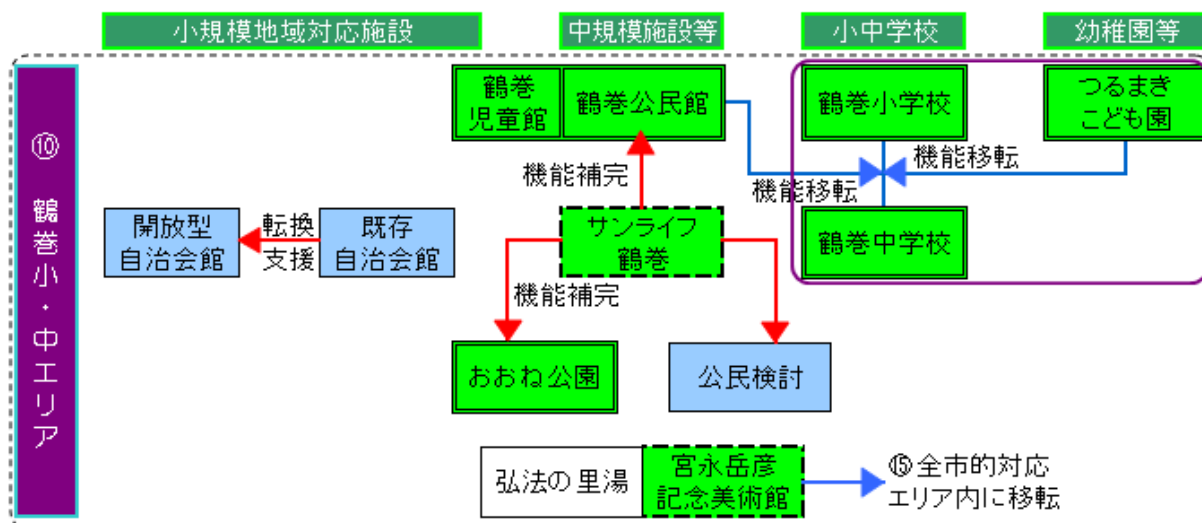 小規模地域対応施設
中規模施設等
小中学校
幼稚園等
⑩ 鶴巻小・中エリア
鶴巻
児童館
鶴巻公民館
鶴巻小学校
つるまき
こども園
機能移転
機能補完
機能移転
開放型
自治会館
転換
支援
既存
自治会館
サンライフ
鶴巻
鶴巻中学校
機能補完
おおね公園
公民検討
弘法の里湯
宮永岳彦
記念美術館
⑮全市的対応
エリア内に移転